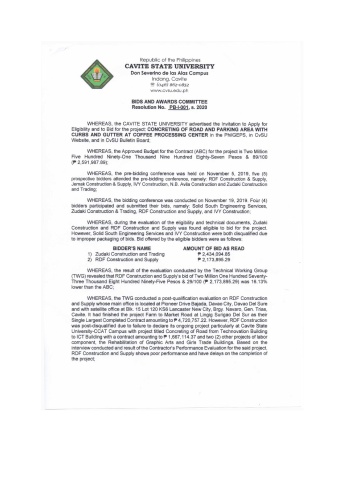 Republic of the Philippines
CAVITE STATE UNIVERSITY
Don Severino de las Alas Campus
Indang, Cavite
www.cvsu.edu.ph
BIDS AND AWARDS COMMITTEE
Resolution No. PB-I-001, s. 2020
WHEREAS, the CAVITE STATE UNIVERSITY advertised the Invitation to Apply for
Eligibility and to Bid for the project: CONCRETING OF ROAD AND PARKING AREA WITH
CURBS AND GUTTER AT COFFEE PROCESSING CENTER in the PhilGEPS, in CvSU
Website, and in CvSU Bulletin Board;
WHEREAS, the Approved Budget for the Contract (ABC) for the project is Two Million
Five Hundred Ninety-One Thousand Nine Hundred Eighty-Seven Pesos & 89/100
(₱ 2,591,987.89);
WHEREAS, the pre-bidding conference was held on November 5, 2019, five (5)
prospective bidders attended the pre-bidding conference, namely: RDF Construction & Supply,
Jemak Construction & Supply, IVY Construction, N.B. Avila Construction and Zudaki Construction
and Trading;
WHEREAS, the bidding conference was conducted on November 19, 2019. Four (4)
bidders participated and submitted their bids, namely: Solid South Engineering Services,
Zudaki Construction & Trading, RDF Construction and Supply, and IVY Construction;
WHEREAS, during the evaluation of the eligibility and technical documents, Zudaki
Construction and RDF Construction and Supply was found eligible to bid for the project.
However, Solid South Engineering Services and IVY Construction were both disqualified due
to improper packaging of bids. Bid offered by the eligible bidders were as follows:
BIDDER'S NAME AMOUNT OF BID AS READ
1) Zudaki Construction and Trading ₱ 2,434,094.88
2) RDF Construction and Supply ₱ 2,173,895.29
WHEREAS, the result of the evaluation conducted by the Technical Working Group
(TWG) revealed that RDF Construction and Supply's bid of Two Million One Hundred Seventy-
Three Thousand Eight Hundred Ninety-Five Pesos & 29/100 (₱ 2,173,895.29) was 16.13%
lower than the ABC;
WHEREAS, the TWG conducted a post-qualification evaluation on RDF Construction
and Supply whose main office is located at Pioneer Drive Bajada, Davao City, Davao Del Sure
and with satellite office at Blk. 15 Lot 120 KS6 Lancaster New City, Brgy. Navarro, Gen. Trias,
Cavite. It had finished the project Farm to Market Road at Longg Surigao Del Sur as their
Single Largest Completed Contract amounting to ₱ 4,720,757.22. However, RDF Construction
was post-disqualified due to failure to declare its ongoing project particularly at Cavite State
University-CCAT Campus with project titled Concreting of Road from Technovation Building
to ICT Building with a contract amounting to ₱ 1,667,114.37 and two (2) other projects of labor
component, the Rehabilitation of Graphic Arts and Girls Trade Buildings. Based on the
interview conducted and result of the Contractor's Performance Evaluation for the said project,
RDF Construction and Supply shows poor performance and have delays on the completion of
the project;